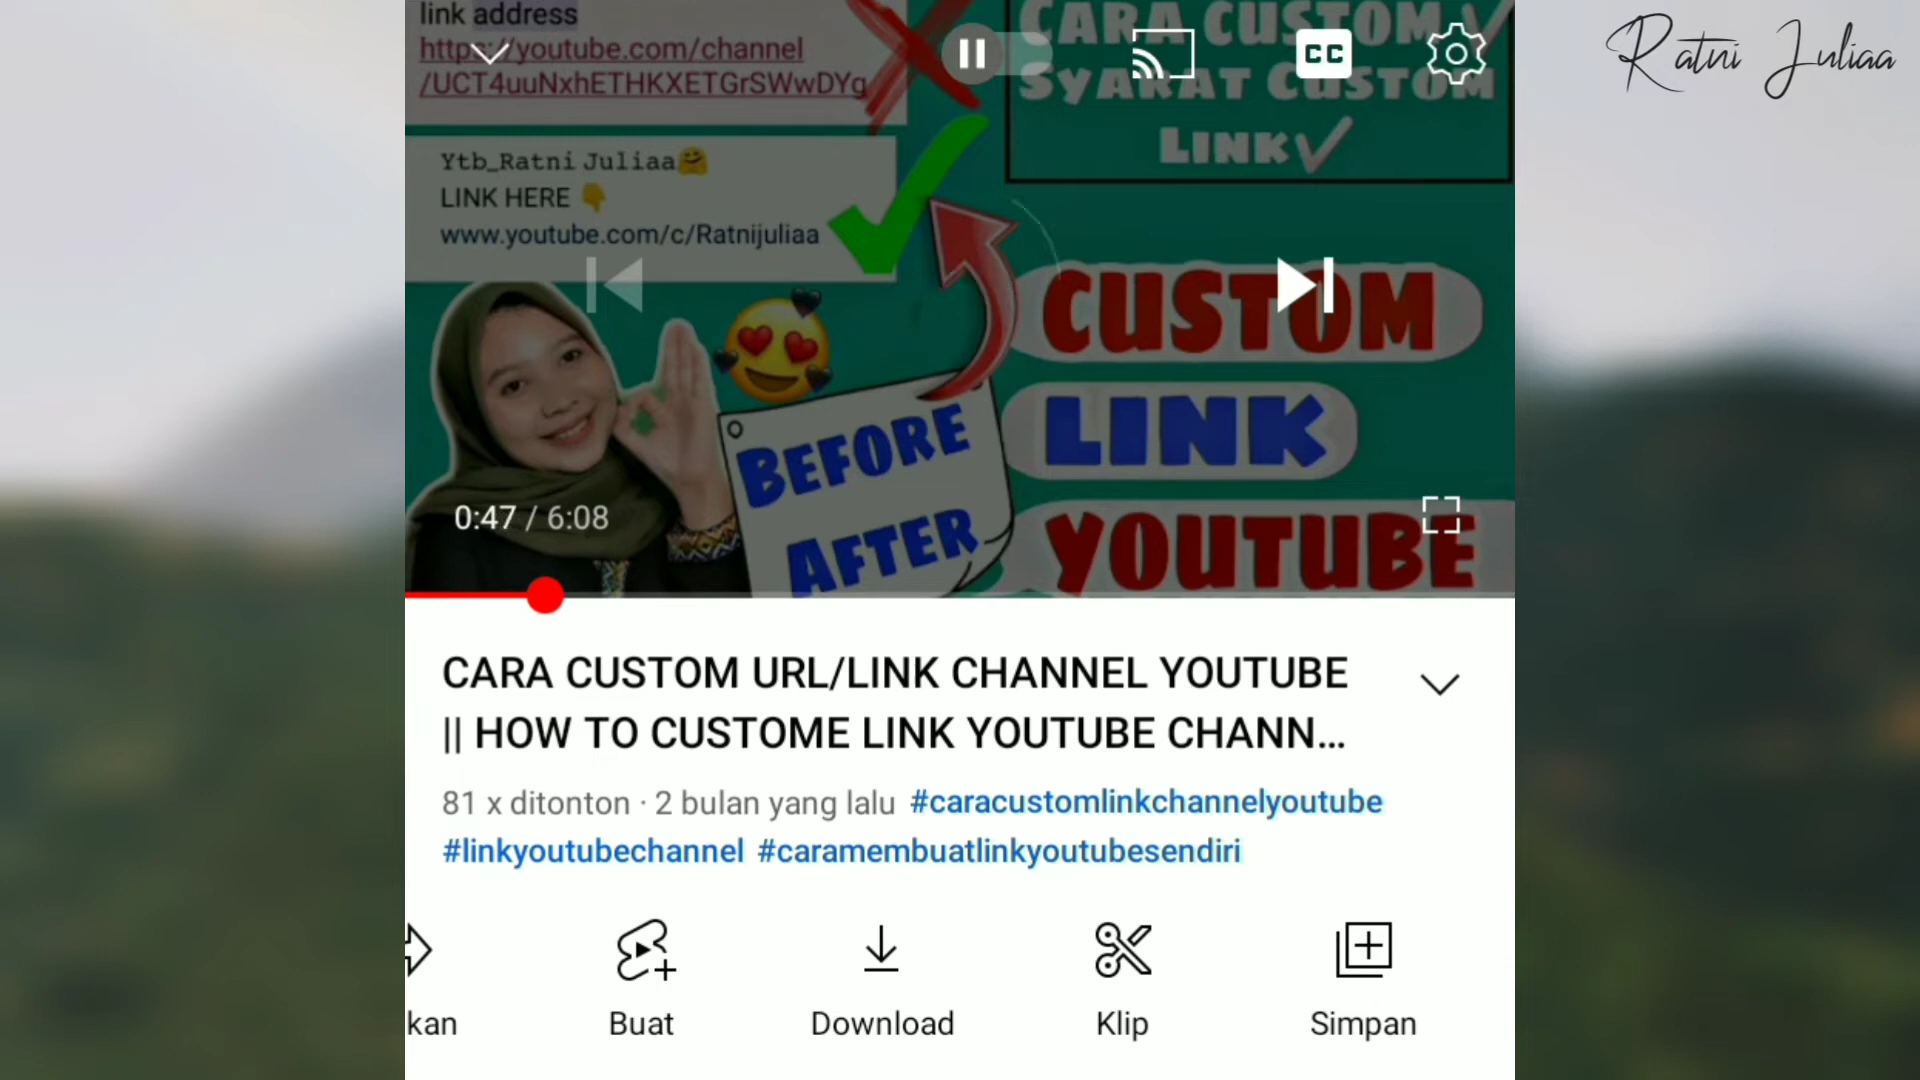 link address
https://youtube.com/channel
/UCT4uuNxhETHKXETGrSWwDYg
Ytb_Ratni Juliaa🤗
LINK HERE 👇
www.youtube.com/c/Ratnijuliaa
CARA CUSTOM✓
SYARAT CUSTOM
LINK✓
CC
Ratni Juliaa
CUSTOM
LINK
YOUTUBE
BEFORE
AFTER
0:47 / 6:08
CARA CUSTOM URL/LINK CHANNEL YOUTUBE
|| HOW TO CUSTOME LINK YOUTUBE CHANN...
81 x ditonton · 2 bulan yang lalu #caracustomlinkchannelyoutube
#linkyoutubechannel #caramembuatlinkyoutubesendiri
kan
Buat
Download
Klip
Simpan